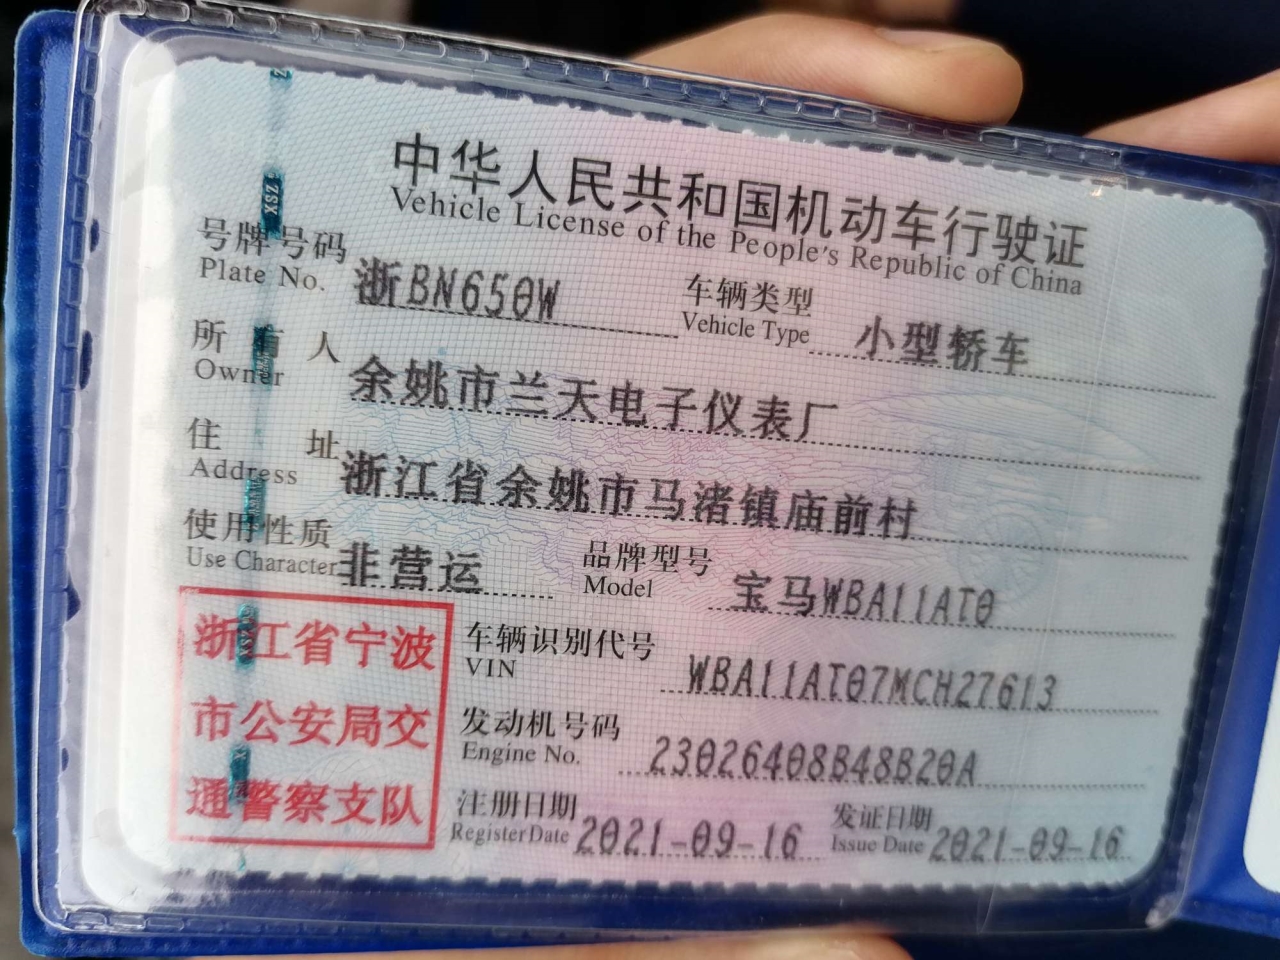 中华人民共和国机动车行驶证
Vehicle License of the People's Republic of China
号牌号码 浙BN650W 车辆类型 小型轿车
Plate No. Vehicle Type
所有人 余姚市兰天电子仪表厂
Owner
住址 浙江省余姚市马渚镇庙前村
Address
使用性质 非营运 品牌型号 宝马WBA11AT0
Use Character Model
浙江省宁波
市公安局交
通警察支队
车辆识别代号 WBA11AT07MCH27613
VIN
发动机号码 23026408B48B20A
Engine No.
注册日期 2021-09-16 发证日期 2021-09-16
Register Date Issue Date